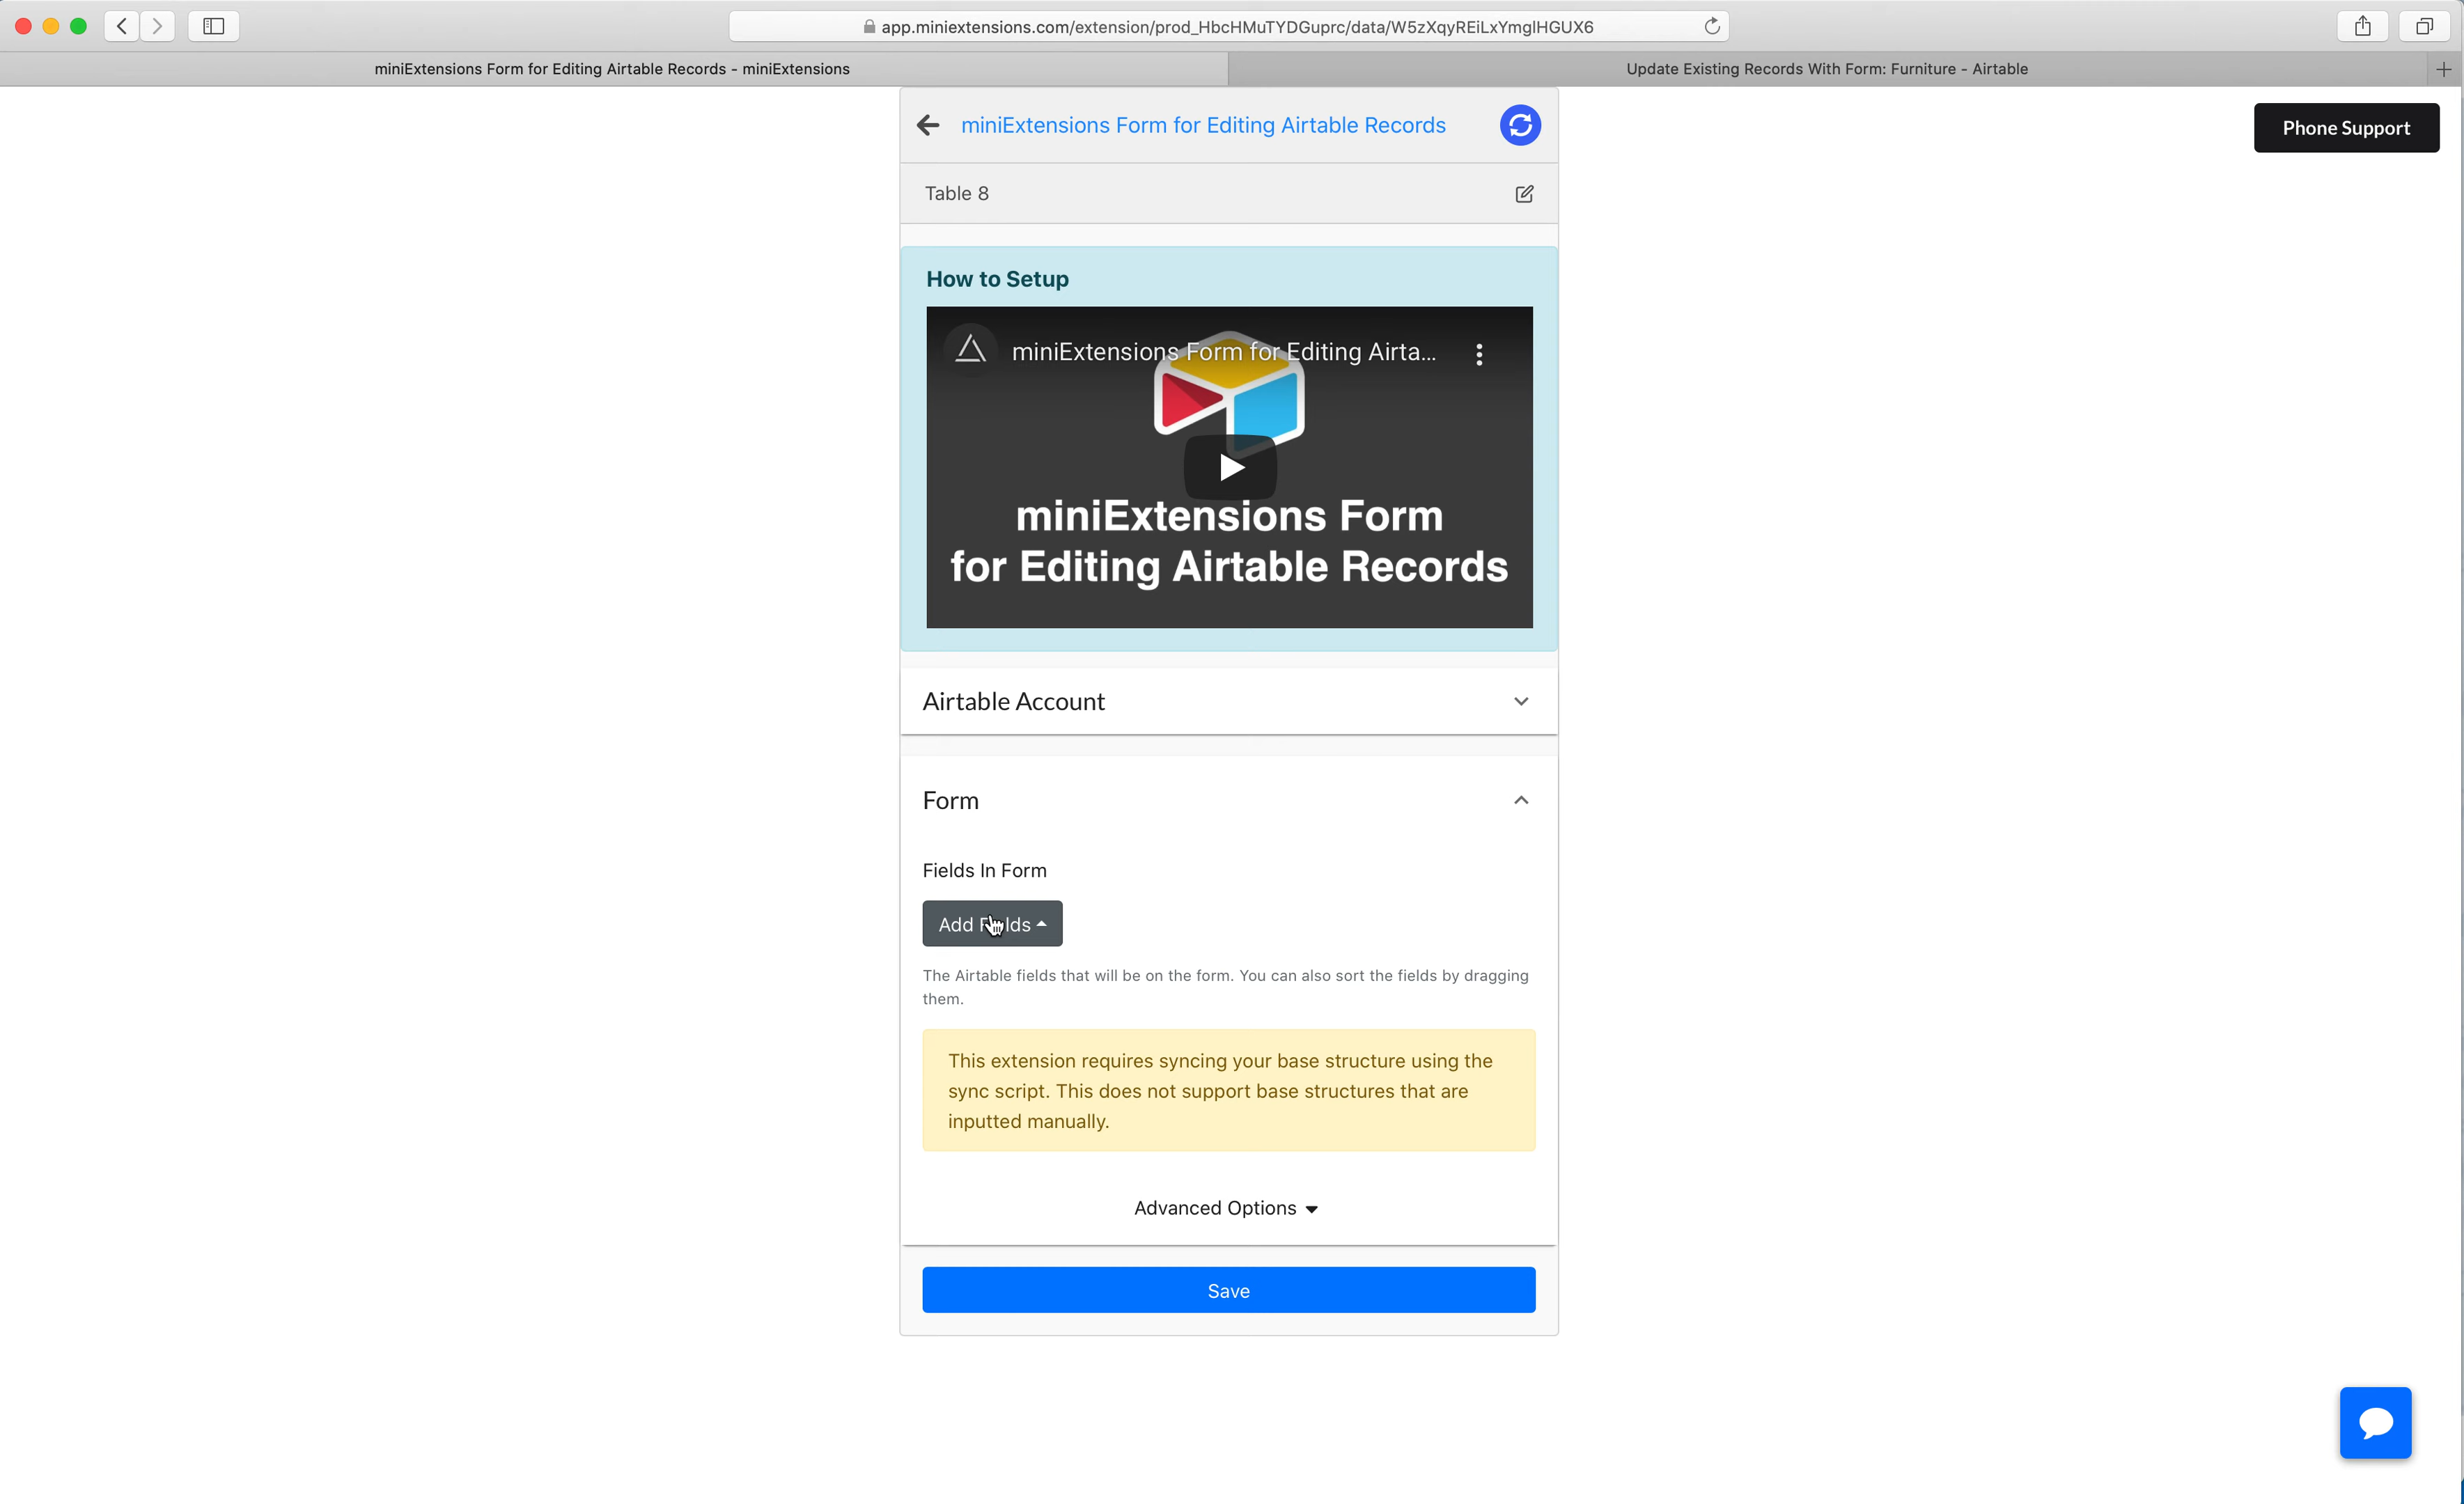 app.miniextensions.com/extension/prod_HbcHMuTYDGuprc/data/W5zXqyREiLxYmglHGUX6
miniExtensions Form for Editing Airtable Records - miniExtensions
Update Existing Records With Form: Furniture - Airtable
miniExtensions Form for Editing Airtable Records
Phone Support
Table 8
How to Setup
miniExtensions Form for Editing Airta...
miniExtensions Form
for Editing Airtable Records
Airtable Account
Form
Fields In Form
Add Fields
The Airtable fields that will be on the form. You can also sort the fields by dragging
them.
This extension requires syncing your base structure using the
sync script. This does not support base structures that are
inputted manually.
Advanced Options
Save